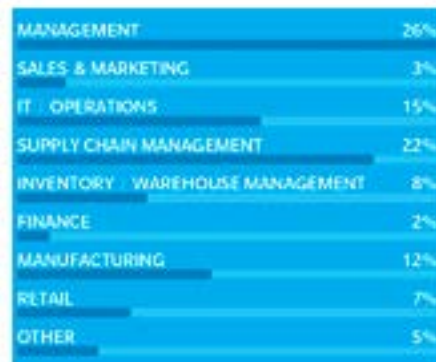 MANAGEMENT 26%
SALES & MARKETING 3%
IT OPERATIONS 15%
SUPPLY CHAIN MANAGEMENT 22%
INVENTORY WAREHOUSE MANAGEMENT 8%
FINANCE 2%
MANUFACTURING 12%
RETAIL 7%
OTHER 5%